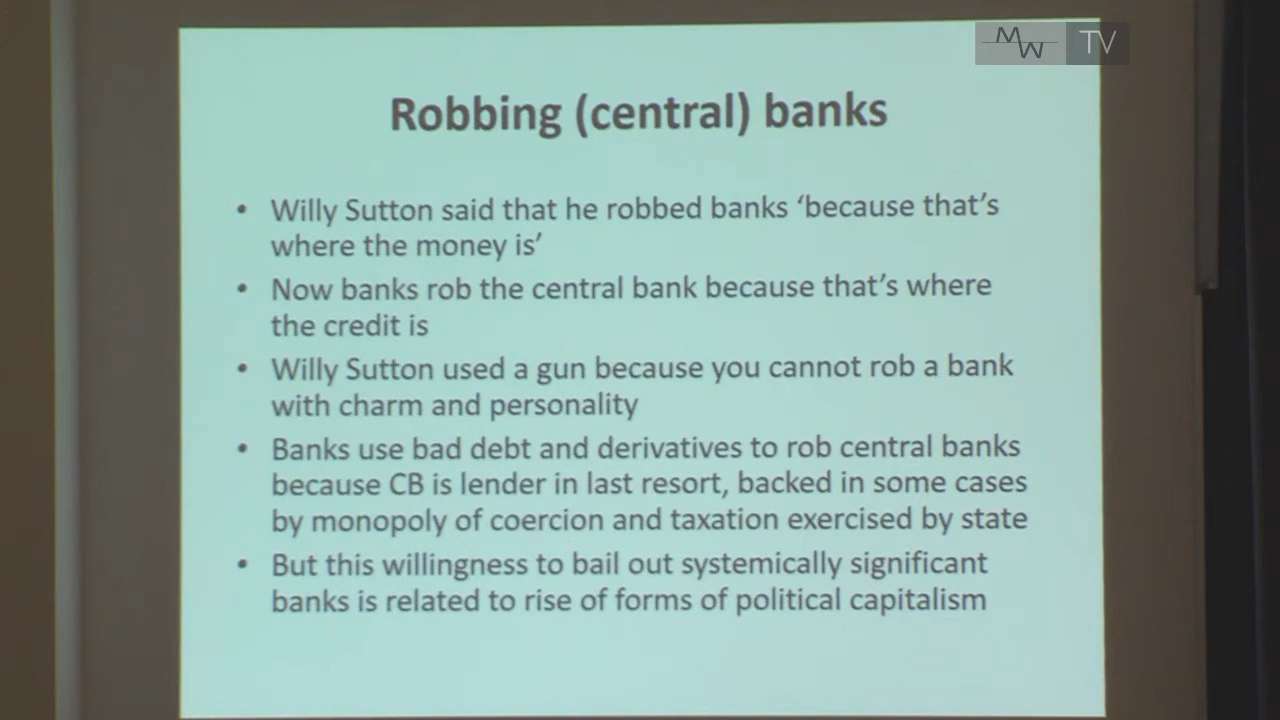 MW TV
Robbing (central) banks
• Willy Sutton said that he robbed banks ‘because that’s
where the money is’
• Now banks rob the central bank because that’s where
the credit is
• Willy Sutton used a gun because you cannot rob a bank
with charm and personality
• Banks use bad debt and derivatives to rob central banks
because CB is lender in last resort, backed in some cases
by monopoly of coercion and taxation exercised by state
• But this willingness to bail out systemically significant
banks is related to rise of forms of political capitalism